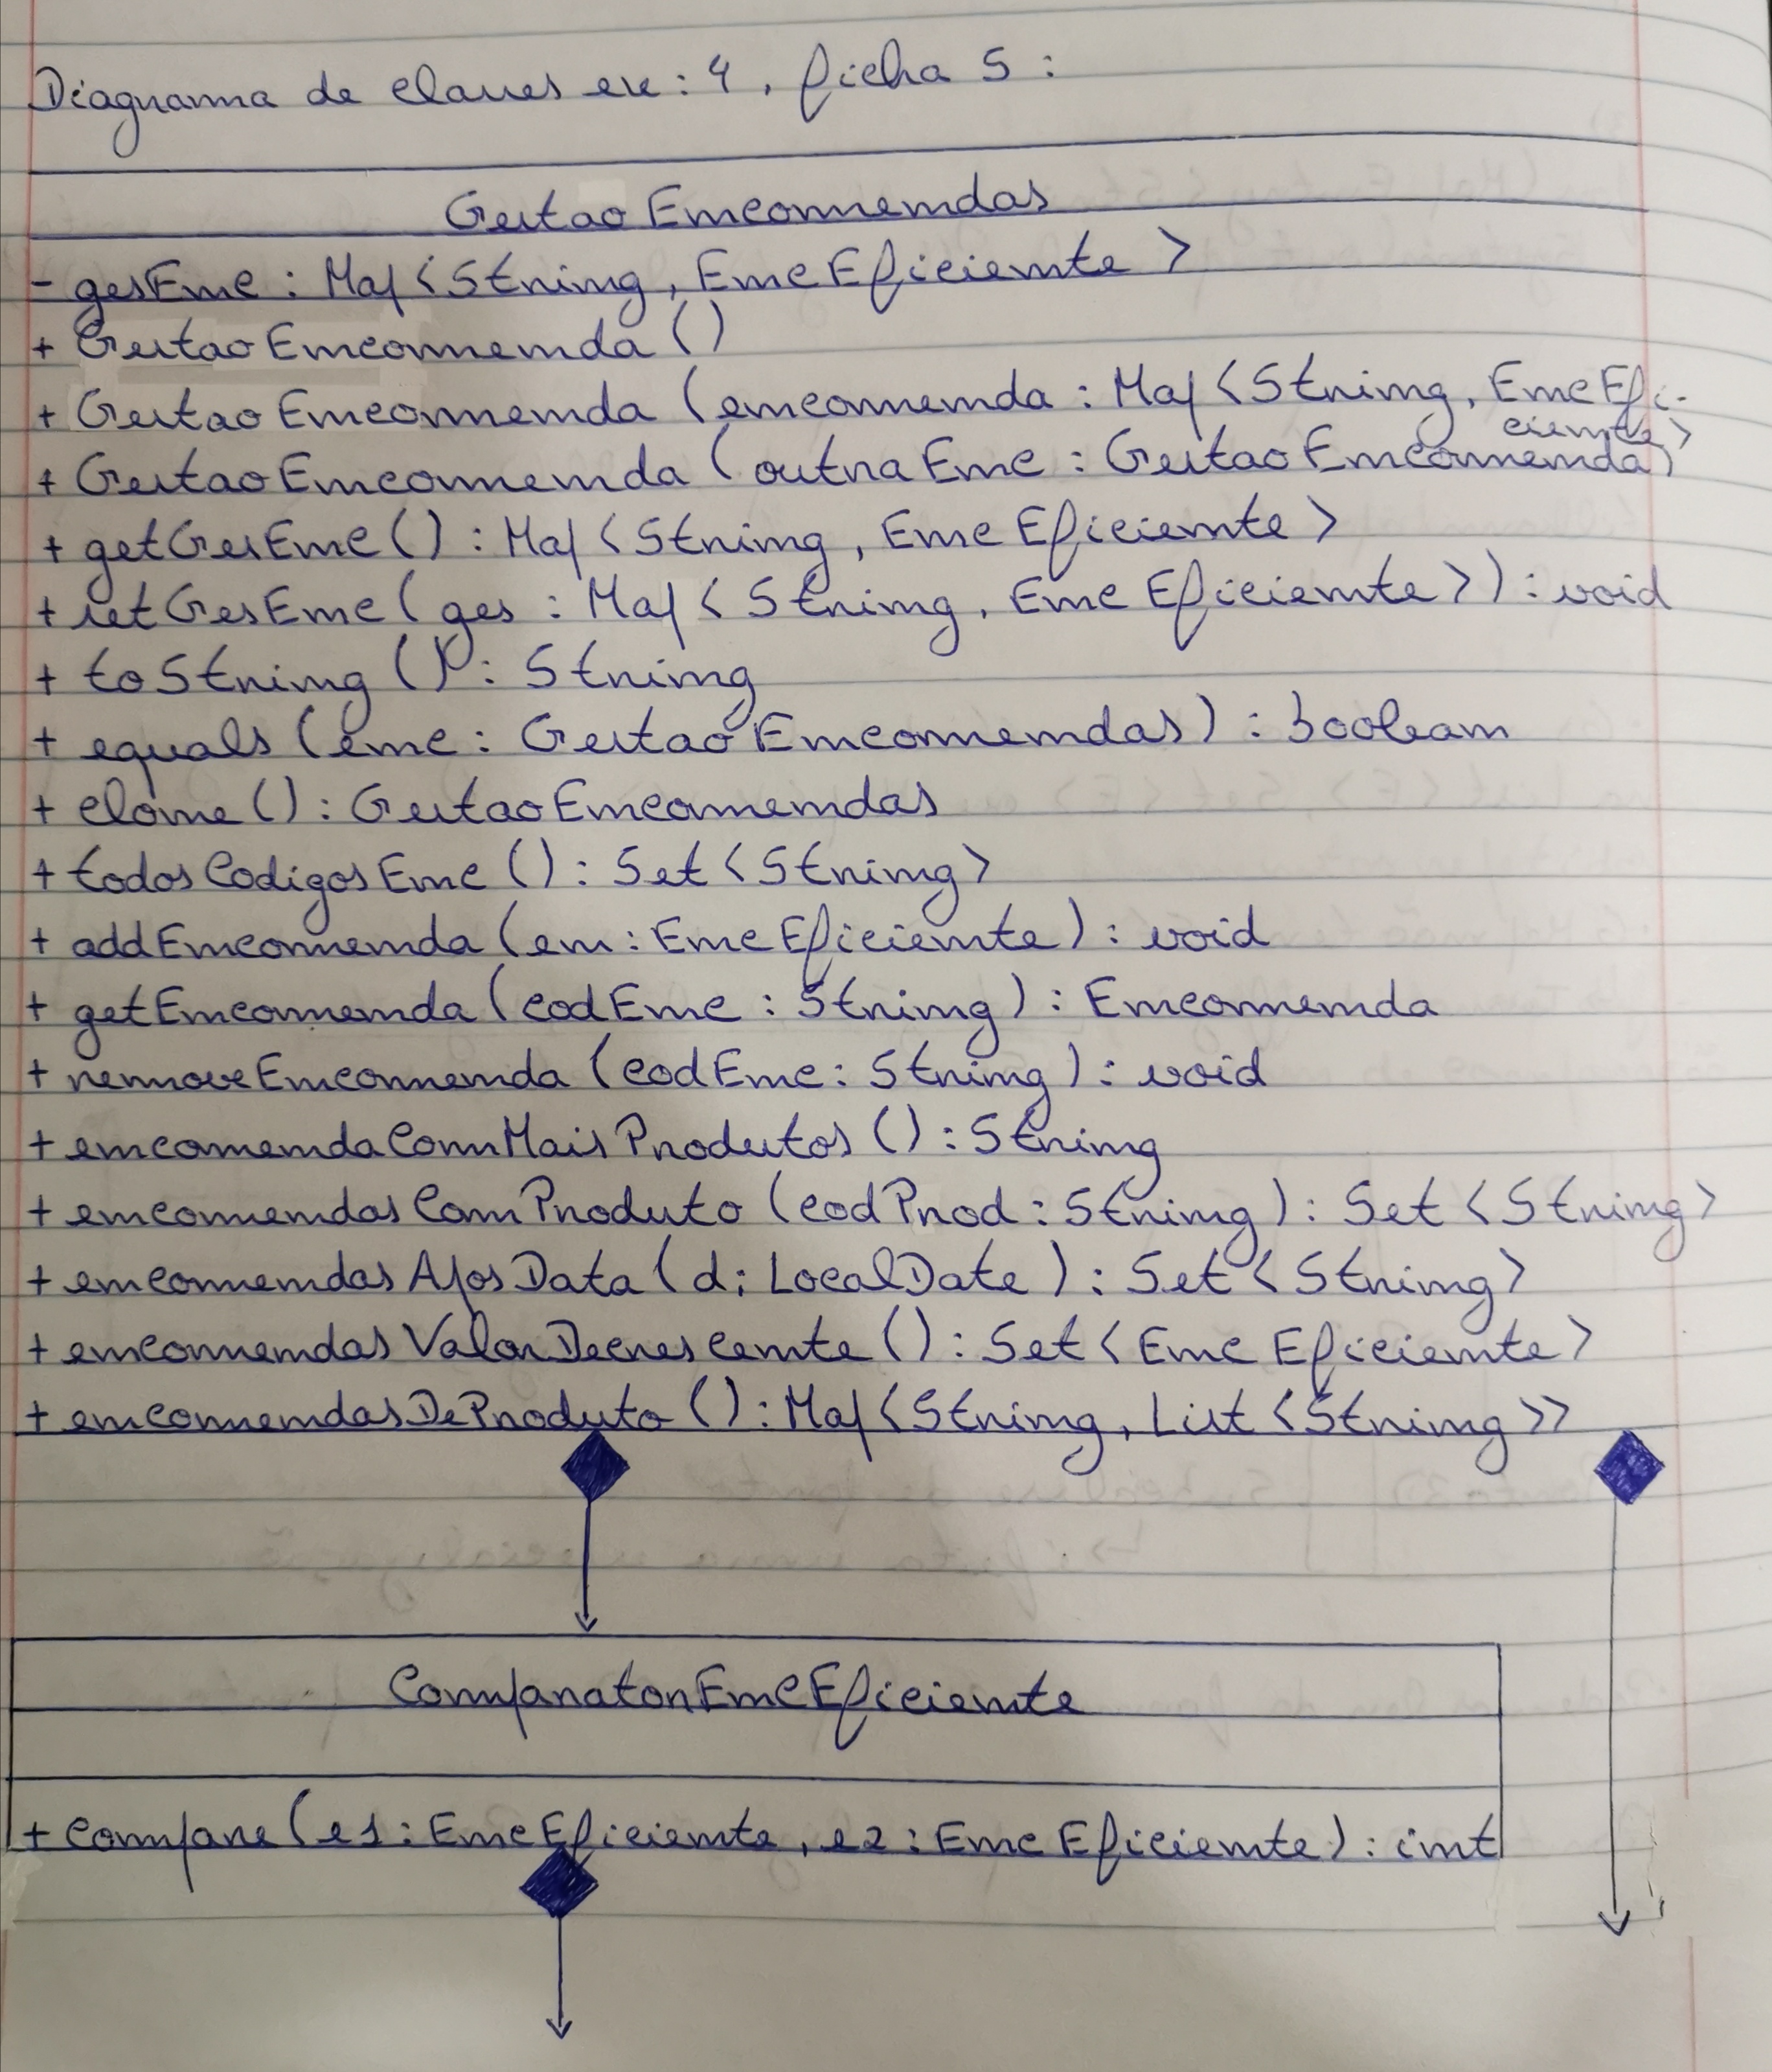 Diagrama de classes ex: 4, ficha 5:
GestaoEncomendas
- gesEnc : Map<String, EncEficiente>
+ GestaoEncomenda ()
+ GestaoEncomenda (encomenda : Map<String, EncEfi-
ciente>
+ GestaoEncomenda (outraEnc : GestaoEncomenda)
+ getGesEnc() : Map<String, EncEficiente>
+ setGesEnc(ges : Map<String, EncEficiente>) : void
+ toString() : String
+ equals (enc : GestaoEncomendas) : boolean
+ clone() : GestaoEncomendas
+ todosCodigosEnc () : Set<String>
+ addEncomenda (em : EncEficiente) : void
+ getEncomenda (codEnc : String) : Encomenda
+ removeEncomenda (codEnc : String) : void
+ encomendaComMaisProdutos () : String
+ encomendasComProduto (codProd : String) : Set<String>
+ encomendasAposData (d: LocalDate) : Set<String>
+ encomendasValorDecrescente () : Set<EncEficiente>
+ encomendasDeProduto () : Map<String, List<String>>
ComparatorEncEficiente
+ compare (e1 : EncEficiente, e2 : EncEficiente) : int